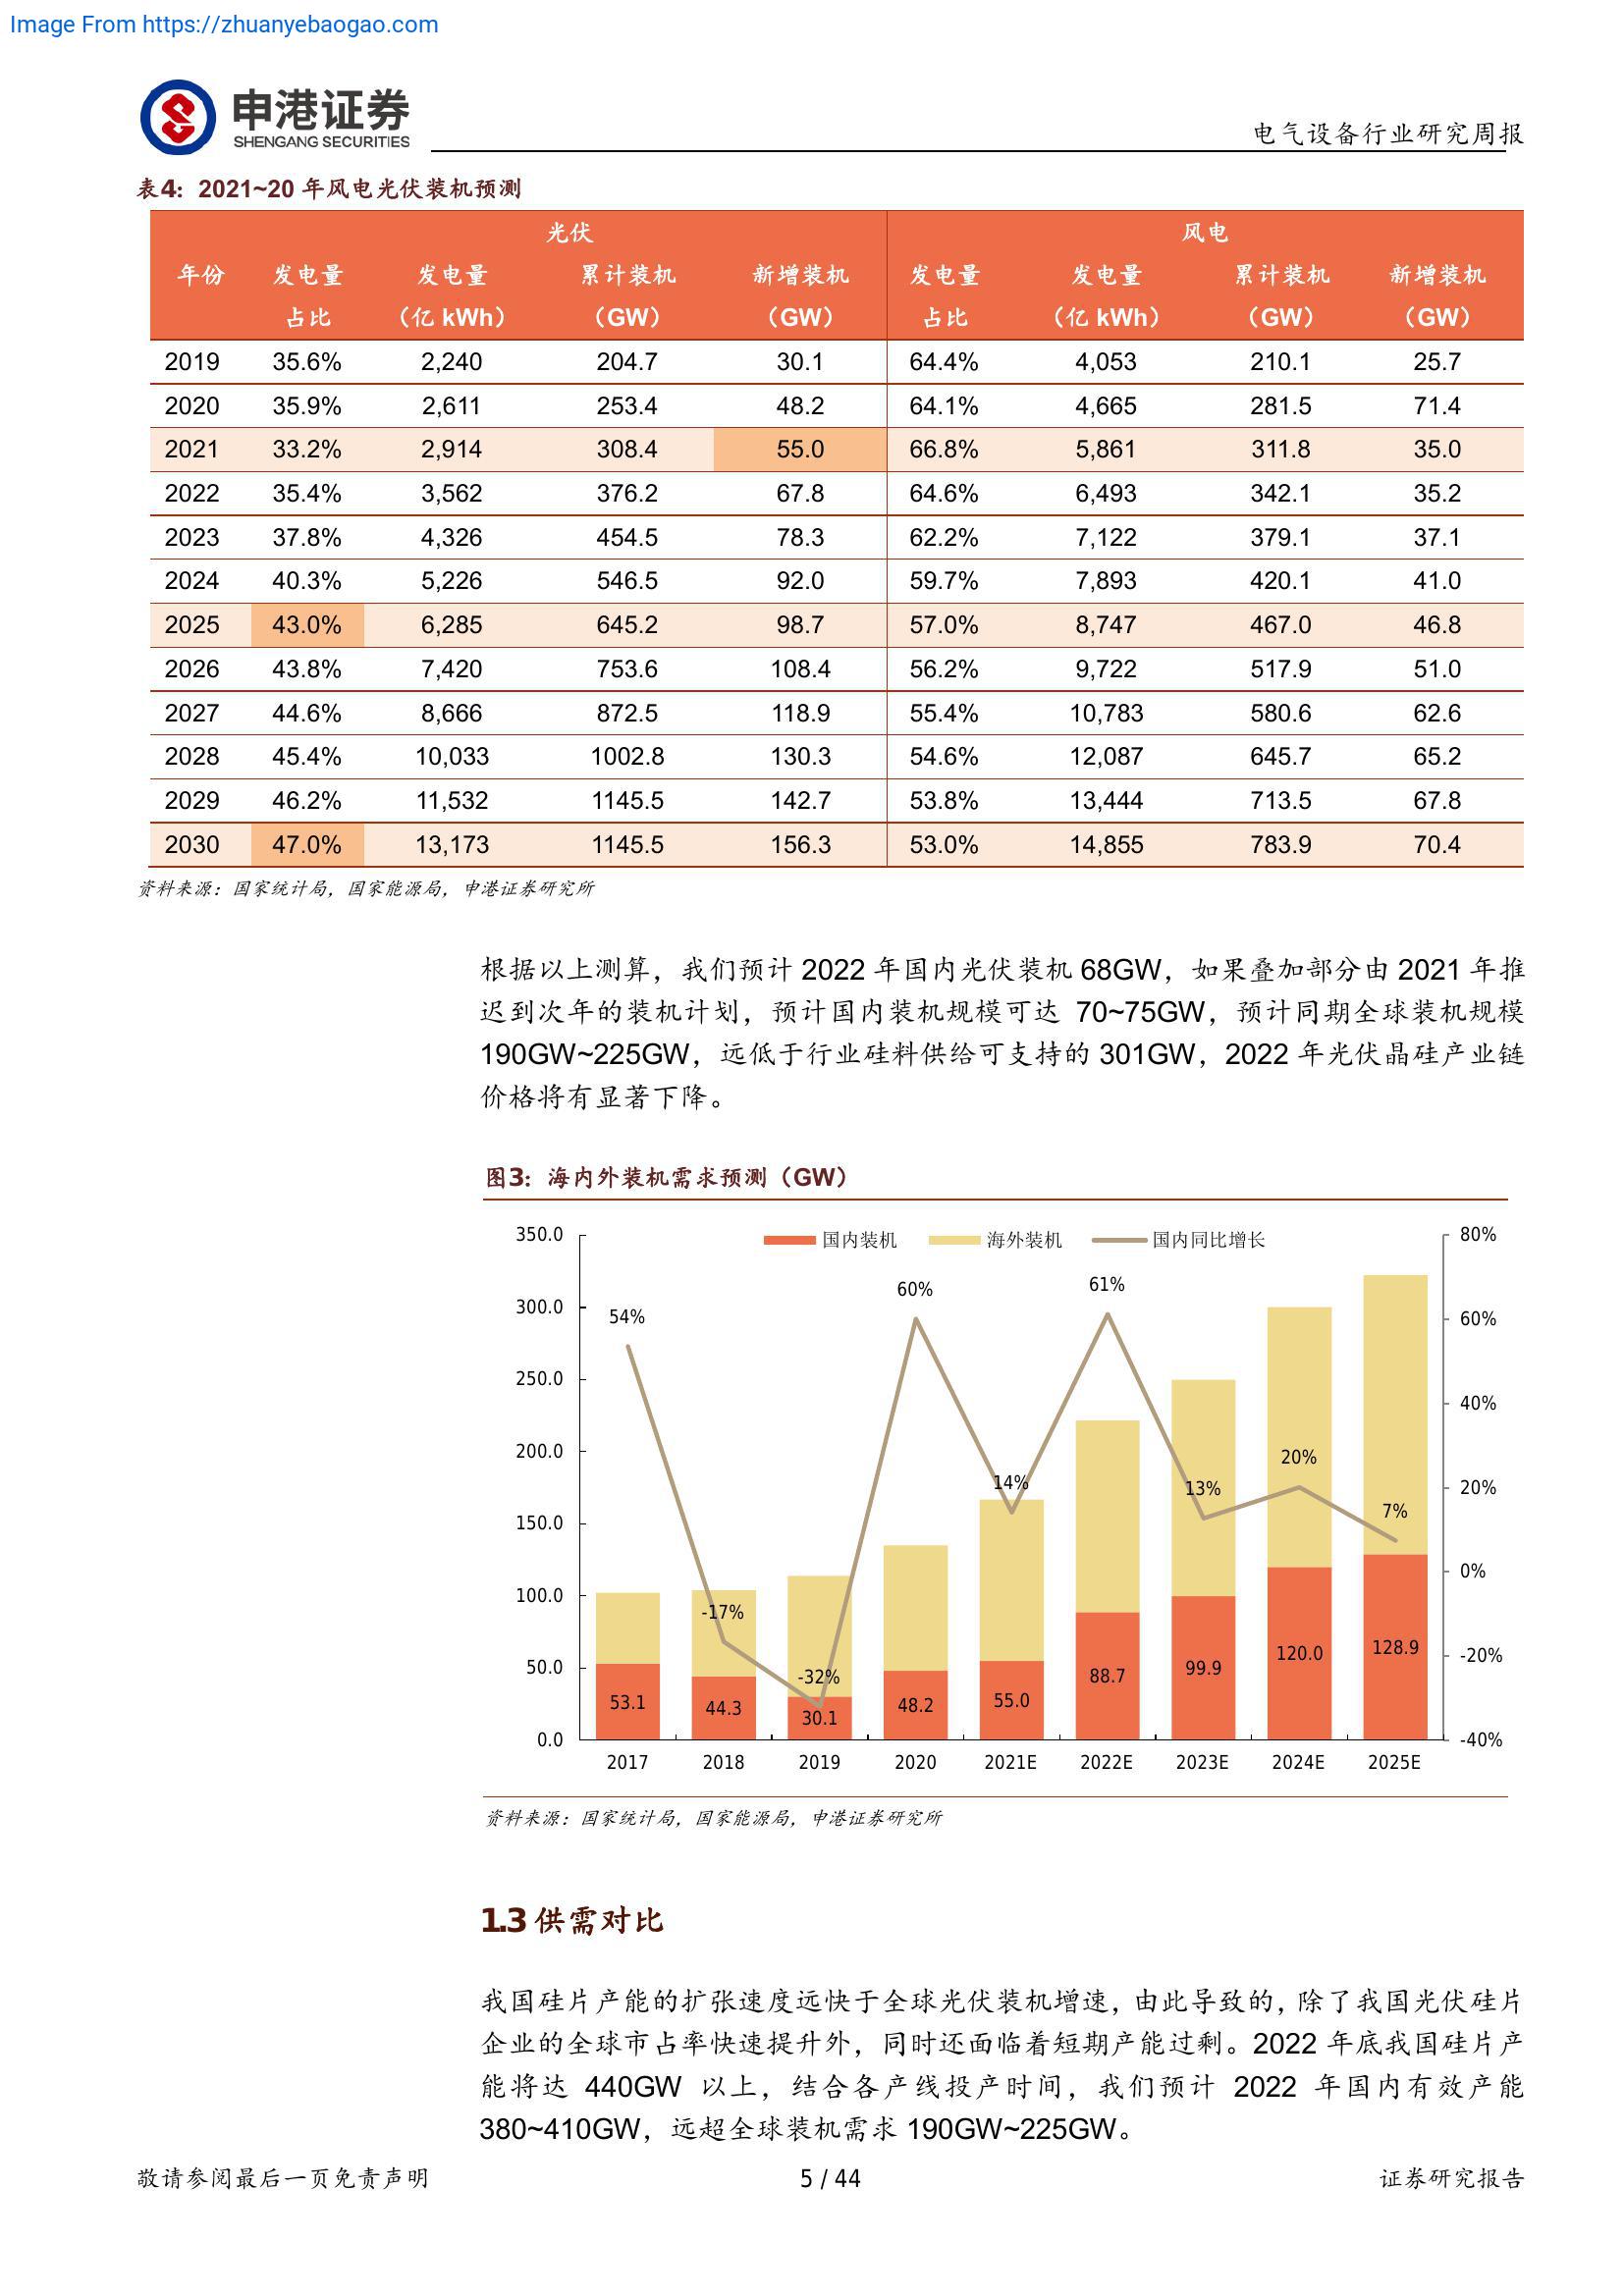 Image From https://zhuanyebaogao.com
申港证券
SHENGANG SECURITIES
电气设备行业研究周报
表4：2021~20 年风电光伏装机预测
光伏 风电
年份 发电量 发电量 累计装机 新增装机 发电量 发电量 累计装机 新增装机
占比 （亿 kWh） （GW） （GW） 占比 （亿 kWh） （GW） （GW）
2019 35.6% 2,240 204.7 30.1 64.4% 4,053 210.1 25.7
2020 35.9% 2,611 253.4 48.2 64.1% 4,665 281.5 71.4
2021 33.2% 2,914 308.4 55.0 66.8% 5,861 311.8 35.0
2022 35.4% 3,562 376.2 67.8 64.6% 6,493 342.1 35.2
2023 37.8% 4,326 454.5 78.3 62.2% 7,122 379.1 37.1
2024 40.3% 5,226 546.5 92.0 59.7% 7,893 420.1 41.0
2025 43.0% 6,285 645.2 98.7 57.0% 8,747 467.0 46.8
2026 43.8% 7,420 753.6 108.4 56.2% 9,722 517.9 51.0
2027 44.6% 8,666 872.5 118.9 55.4% 10,783 580.6 62.6
2028 45.4% 10,033 1002.8 130.3 54.6% 12,087 645.7 65.2
2029 46.2% 11,532 1145.5 142.7 53.8% 13,444 713.5 67.8
2030 47.0% 13,173 1145.5 156.3 53.0% 14,855 783.9 70.4
资料来源：国家统计局，国家能源局，申港证券研究所
根据以上测算，我们预计 2022 年国内光伏装机 68GW，如果叠加部分由 2021 年推
迟到次年的装机计划，预计国内装机规模可达 70~75GW，预计同期全球装机规模
190GW~225GW，远低于行业硅料供给可支持的 301GW，2022 年光伏晶硅产业链
价格将有显著下降。
图3：海内外装机需求预测（GW）
国内装机 海外装机 国内同比增长
350.0
300.0
250.0
200.0
150.0
100.0
50.0
0.0
80%
60%
40%
20%
0%
-20%
-40%
54%
-17%
-32%
60%
14%
61%
13%
20%
7%
53.1
44.3
30.1
48.2
55.0
88.7
99.9
120.0
128.9
2017 2018 2019 2020 2021E 2022E 2023E 2024E 2025E
资料来源：国家统计局，国家能源局，申港证券研究所
1.3 供需对比
我国硅片产能的扩张速度远快于全球光伏装机增速，由此导致的，除了我国光伏硅片
企业的全球市占率快速提升外，同时还面临着短期产能过剩。2022 年底我国硅片产
能将达 440GW 以上，结合各产线投产时间，我们预计 2022 年国内有效产能
380~410GW，远超全球装机需求 190GW~225GW。
敬请参阅最后一页免责声明
5 / 44
证券研究报告